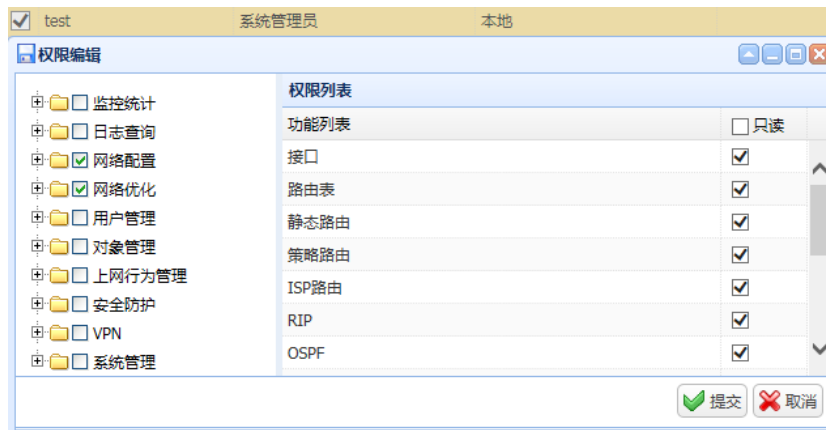 test 系统管理员 本地
权限编辑
监控统计
日志查询
网络配置
网络优化
用户管理
对象管理
上网行为管理
安全防护
VPN
系统管理
权限列表
功能列表 只读
接口
路由表
静态路由
策略路由
ISP路由
RIP
OSPF
提交 取消